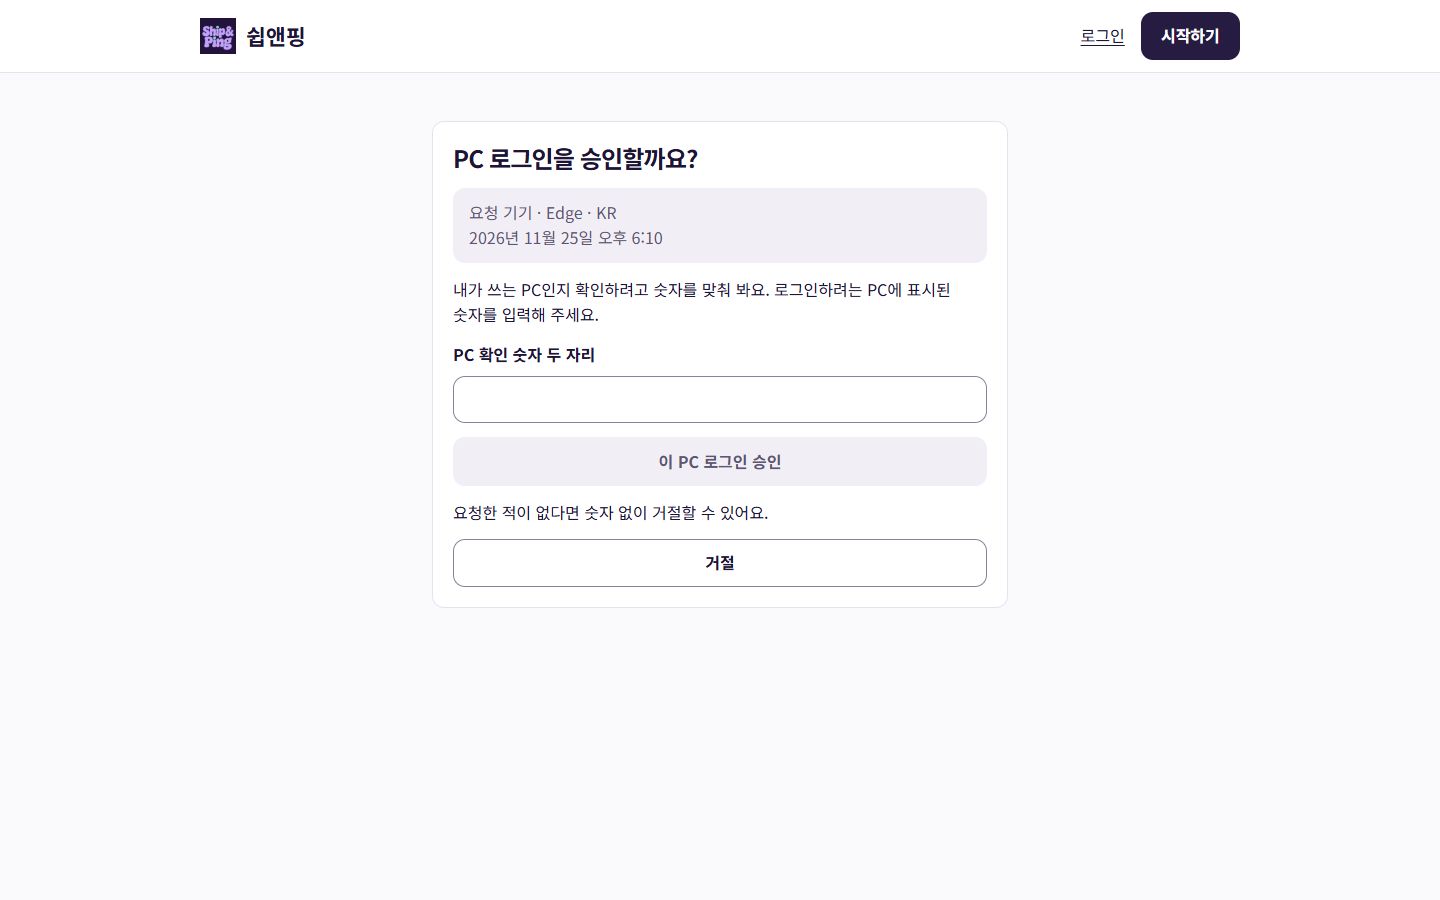 Ship&
Ping
쉽앤핑
로그인
시작하기
PC 로그인을 승인할까요?
요청 기기 · Edge · KR
2026년 11월 25일 오후 6:10
내가 쓰는 PC인지 확인하려고 숫자를 맞춰 봐요. 로그인하려는 PC에 표시된
숫자를 입력해 주세요.
PC 확인 숫자 두 자리
이 PC 로그인 승인
요청한 적이 없다면 숫자 없이 거절할 수 있어요.
거절